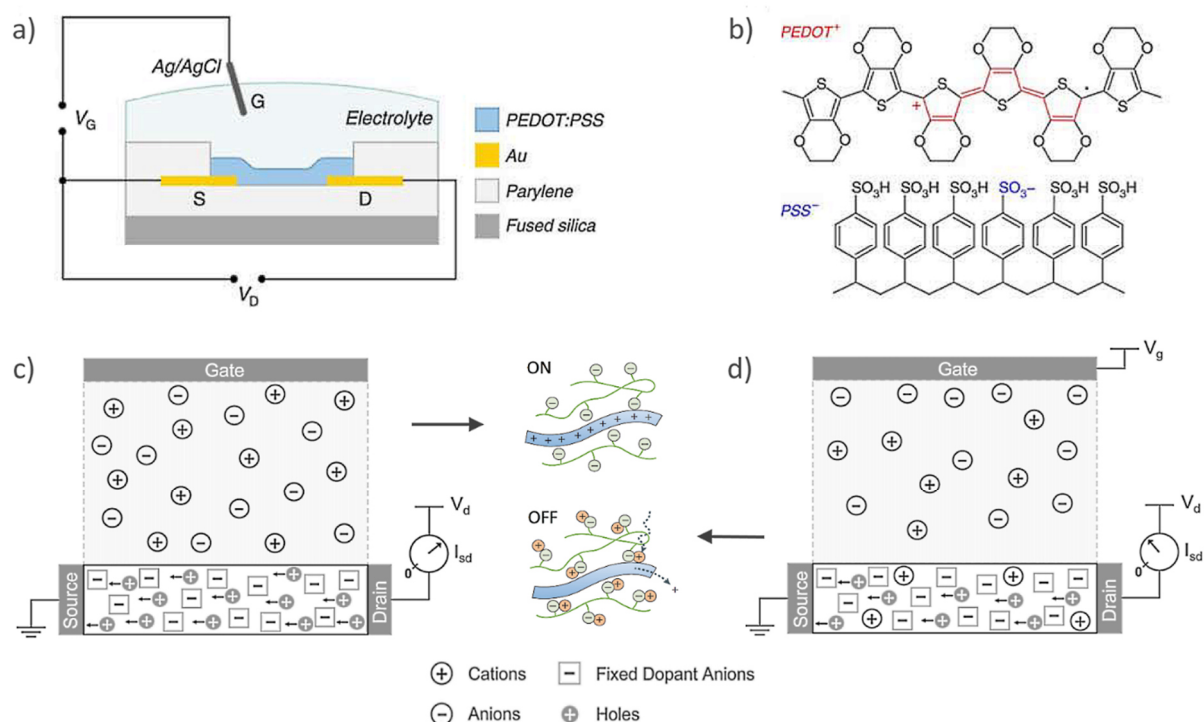 a)
Ag/AgCl
G
V_G
Electrolyte
S
D
V_D
PEDOT:PSS
Au
Parylene
Fused silica
b)
PEDOT⁺
O O O O O O
S S S S S S
+ •
O O O O O O
SO₃H SO₃H SO₃H SO₃− SO₃H SO₃H
PSS⁻
c)
Gate
Source
Drain
V_d
I_sd
0
ON
OFF
d)
V_g
Gate
Source
Drain
V_d
I_sd
0
+ Cations
− Fixed Dopant Anions
− Anions
+ Holes